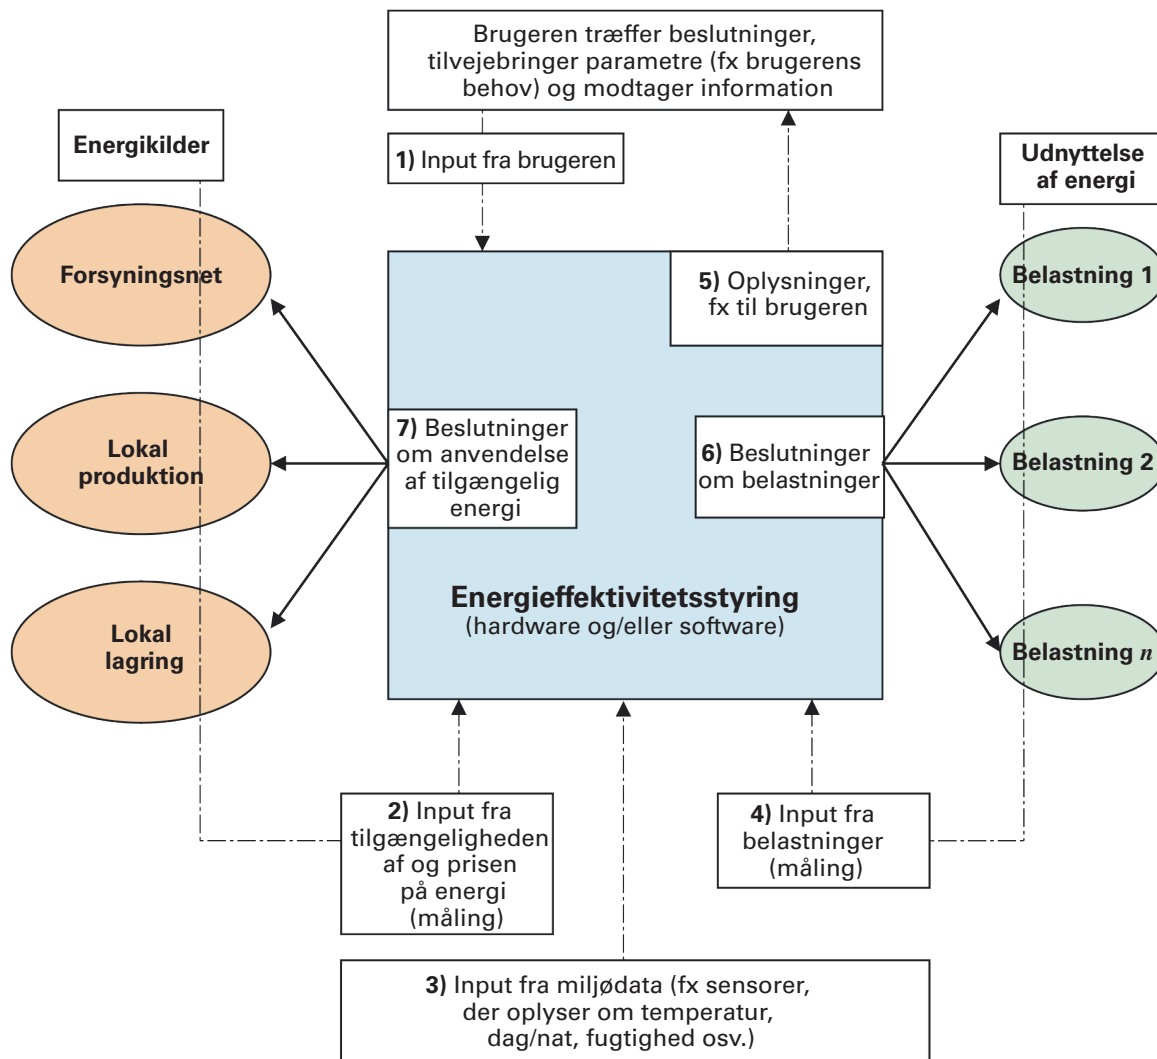 Brugeren træffer beslutninger,
tilvejebringer parametre (fx brugerens
behov) og modtager information
Energikilder
1) Input fra brugeren
Udnyttelse
af energi
Forsyningsnet
5) Oplysninger,
fx til brugeren
Belastning 1
Lokal
produktion
7) Beslutninger
om anvendelse
af tilgængelig
energi
6) Beslutninger
om belastninger
Belastning 2
Energieffektivitetsstyring
(hardware og/eller software)
Lokal
lagring
Belastning n
2) Input fra
tilgængeligheden
af og prisen
på energi
(måling)
4) Input fra
belastninger
(måling)
3) Input fra miljødata (fx sensorer,
der oplyser om temperatur,
dag/nat, fugtighed osv.)